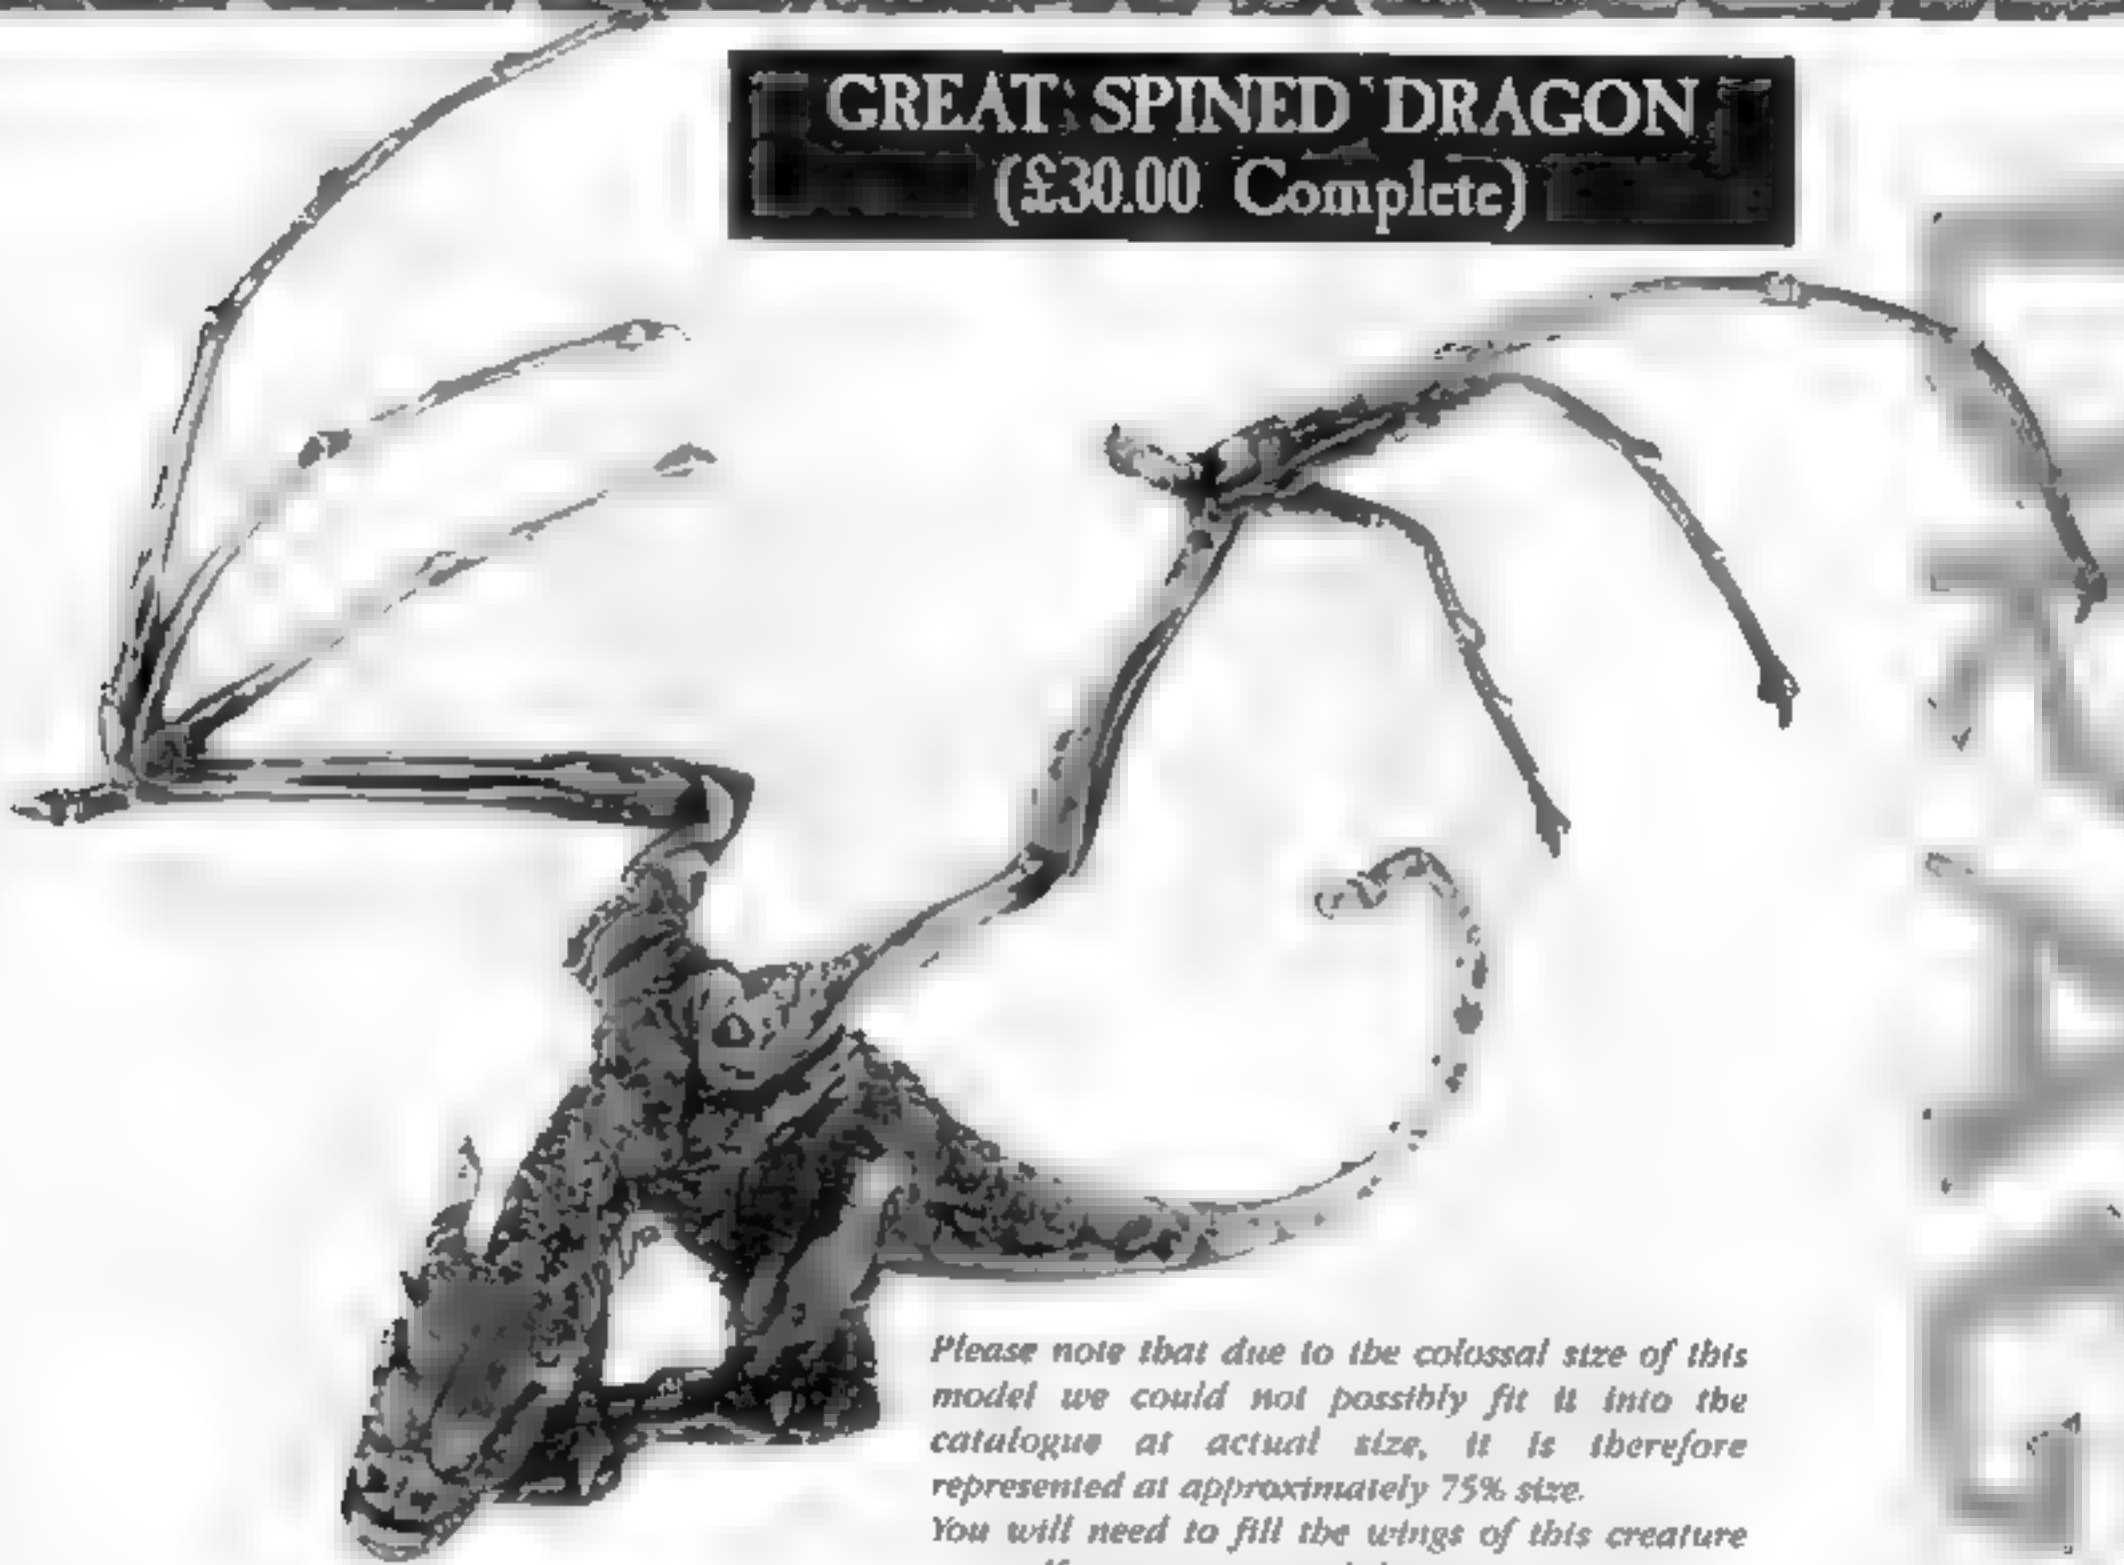 GREAT SPINED DRAGON
(£30.00 Complete)
Please note that due to the colossal size of this
model we could not possibly fit it into the
catalogue at actual size, it is therefore
represented at approximately 75% size.
You will need to fill the wings of this creature